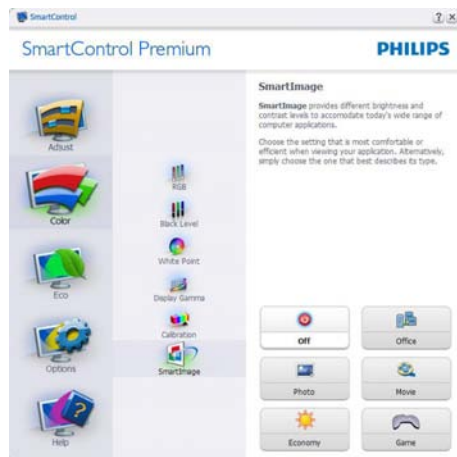 SmartControl
SmartControl Premium
PHILIPS
Adjust
Color
Eco
Options
Help
RGB
Black Level
White Point
Display Gamma
Calibration
SmartImage
SmartImage
SmartImage provides different brightness and
contrast levels to accomodate today's wide range of
computer applications.
Choose the setting that is most comfortable or
efficient when viewing your application. Alternatively,
simply choose the one that best describes its type.
Off
Office
Photo
Movie
Economy
Game